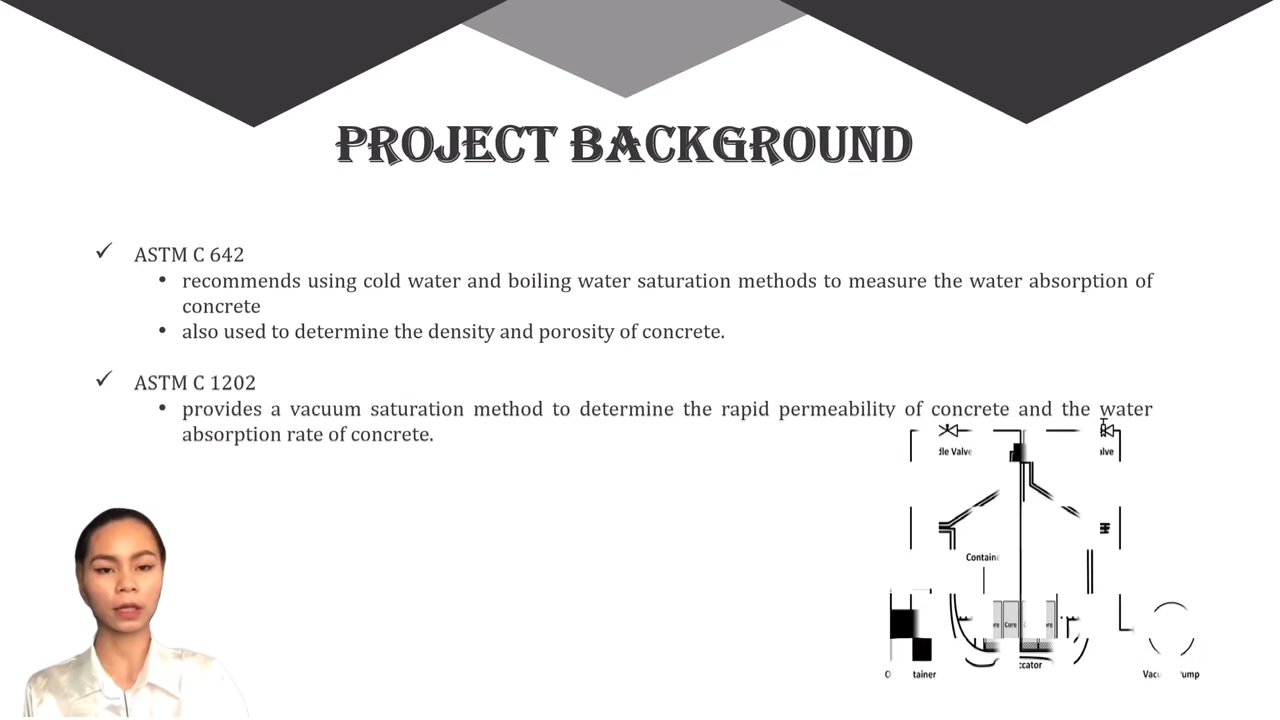 PROJECT BACKGROUND
✓ ASTM C 642
• recommends using cold water and boiling water saturation methods to measure the water absorption of
concrete
• also used to determine the density and porosity of concrete.
✓ ASTM C 1202
• provides a vacuum saturation method to determine the rapid permeability of concrete and the water
absorption rate of concrete.
Core